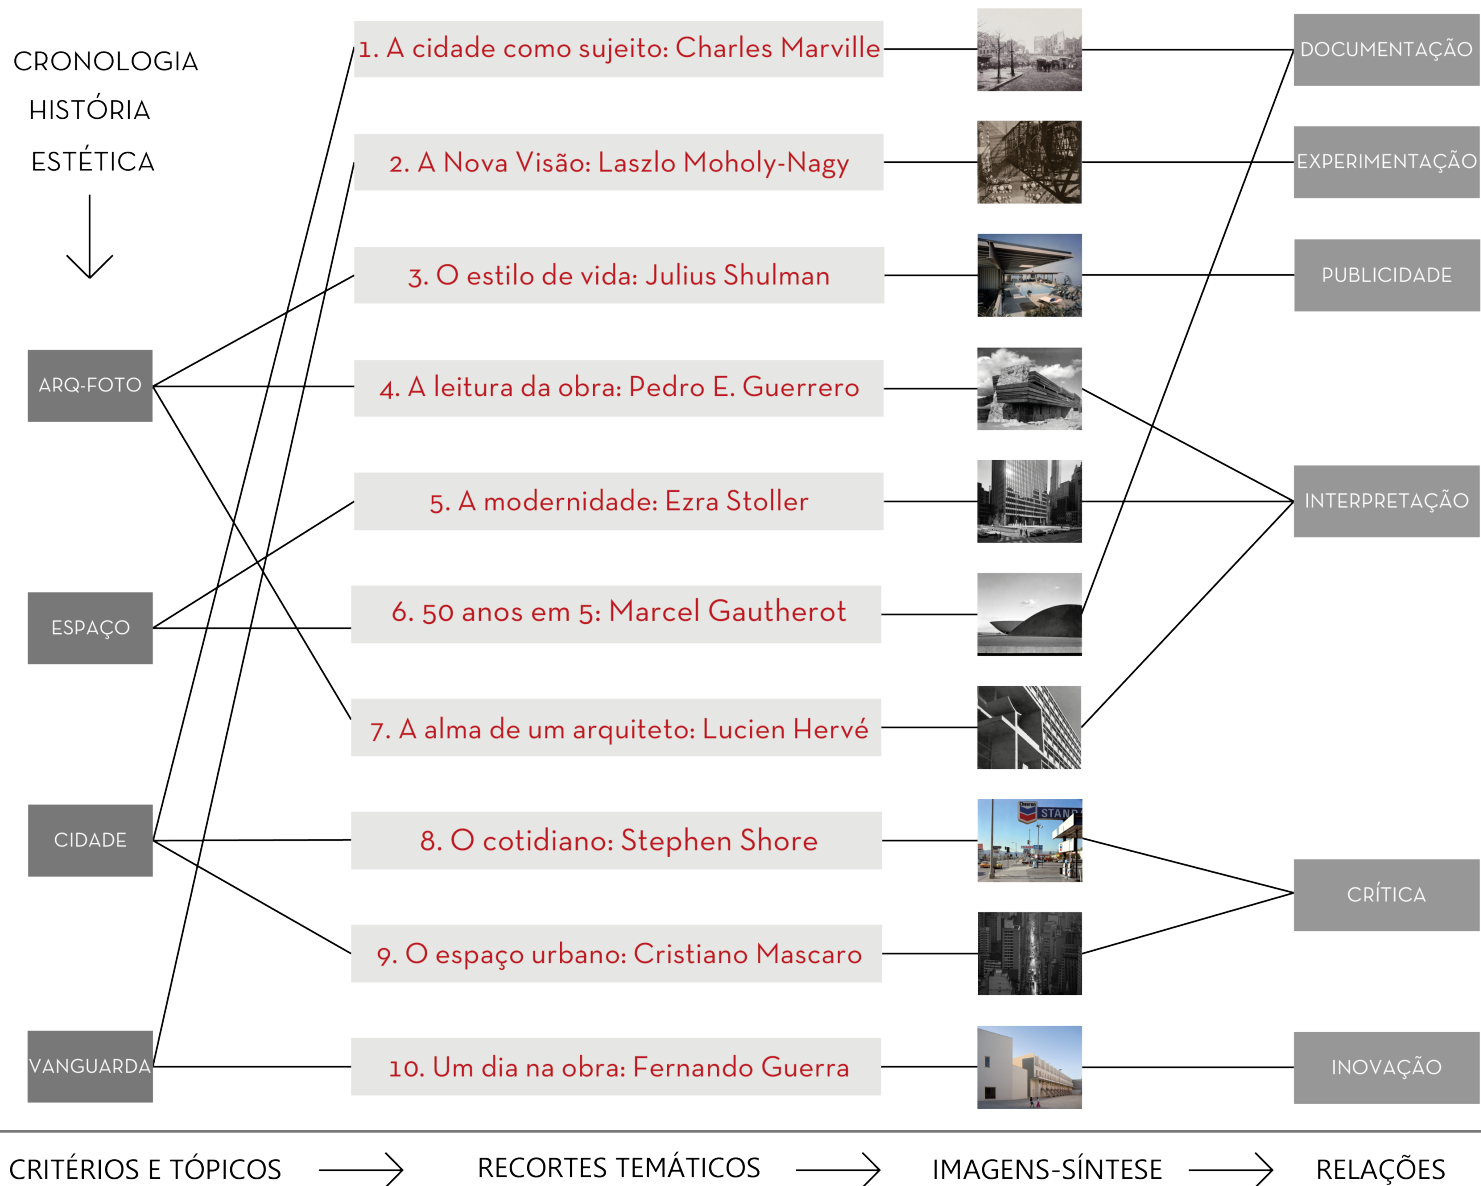 CRONOLOGIA
HISTÓRIA
ESTÉTICA
ARQ-FOTO
ESPAÇO
CIDADE
VANGUARDA
1. A cidade como sujeito: Charles Marville
2. A Nova Visão: Laszlo Moholy-Nagy
3. O estilo de vida: Julius Shulman
4. A leitura da obra: Pedro E. Guerrero
5. A modernidade: Ezra Stoller
6. 50 anos em 5: Marcel Gautherot
7. A alma de um arquiteto: Lucien Hervé
8. O cotidiano: Stephen Shore
9. O espaço urbano: Cristiano Mascaro
10. Um dia na obra: Fernando Guerra
Chevron
STAND
DOCUMENTAÇÃO
EXPERIMENTAÇÃO
PUBLICIDADE
INTERPRETAÇÃO
CRÍTICA
INOVAÇÃO
CRITÉRIOS E TÓPICOS
RECORTES TEMÁTICOS
IMAGENS-SÍNTESE
RELAÇÕES